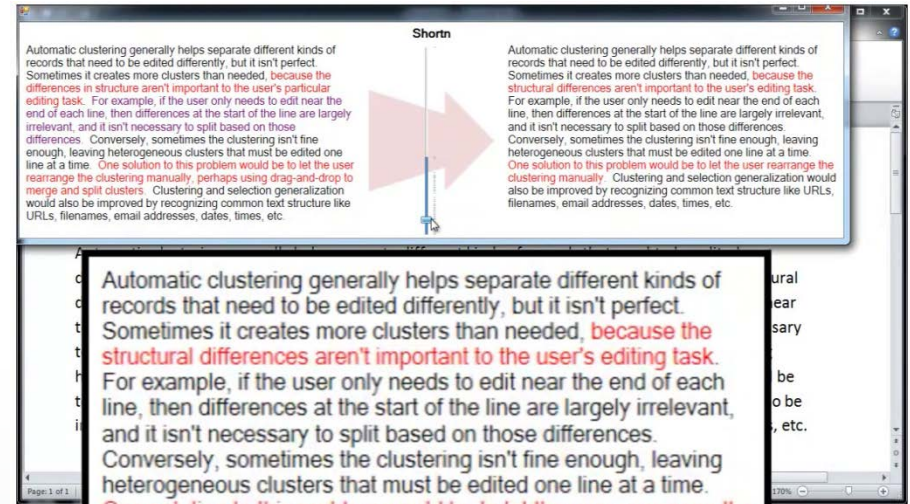 Shortn
Automatic clustering generally helps separate different kinds of
records that need to be edited differently, but it isn't perfect.
Sometimes it creates more clusters than needed, because the
differences in structure aren't important to the user's particular
editing task. For example, if the user only needs to edit near the
end of each line, then differences at the start of the line are largely
irrelevant, and it isn't necessary to split based on those
differences. Conversely, sometimes the clustering isn't fine
enough, leaving heterogeneous clusters that must be edited one
line at a time. One solution to this problem would be to let the user
rearrange the clustering manually, perhaps using drag-and-drop to
merge and split clusters. Clustering and selection generalization
would also be improved by recognizing common text structure like
URLs, filenames, email addresses, dates, times, etc.
Automatic clustering generally helps separate different kinds of
records that need to be edited differently, but it isn't perfect.
Sometimes it creates more clusters than needed, because the
structural differences aren't important to the user's editing task.
For example, if the user only needs to edit near the end of each
line, then differences at the start of the line are largely irrelevant,
and it isn't necessary to split based on those differences.
Conversely, sometimes the clustering isn't fine enough, leaving
heterogeneous clusters that must be edited one line at a time.
One solution to this problem would be to let the user rearrange the
clustering manually. Clustering and selection generalization would
also be improved by recognizing common text structure like URLs,
filenames, email addresses, dates, times, etc.
Automatic clustering generally helps separate different kinds of
records that need to be edited differently, but it isn't perfect.
Sometimes it creates more clusters than needed, because the
structural differences aren't important to the user's editing task.
For example, if the user only needs to edit near the end of each
line, then differences at the start of the line are largely irrelevant,
and it isn't necessary to split based on those differences.
Conversely, sometimes the clustering isn't fine enough, leaving
heterogeneous clusters that must be edited one line at a time.
ural
ear
sary
be
o be
, etc.
Page: 1 of 1
170%